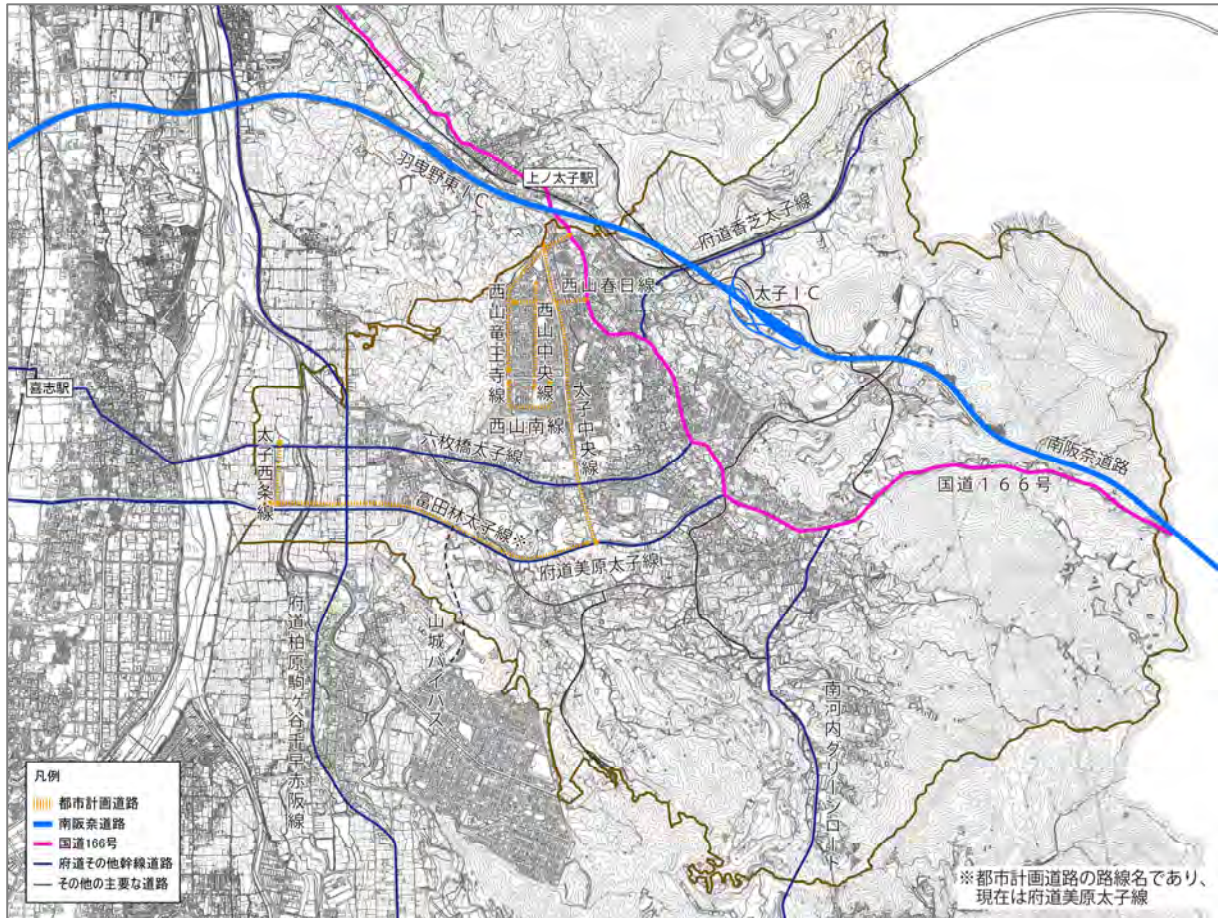 上ノ太子駅
羽曳野東IC
府道香芝太子線
西山春日線
太子IC
西山竜王寺線
西山中央線
太子中央線
喜志駅
西山南線
太子西条線
六枚橋太子線
南阪奈道路
国道166号
富田林太子線※
府道美原太子線
府道柏原駒ヶ谷千早赤阪線
山城バイパス
南河内グリーンロード
凡例
都市計画道路
南阪奈道路
国道166号
府道その他幹線道路
その他の主要な道路
※都市計画道路の路線名であり、
現在は府道美原太子線